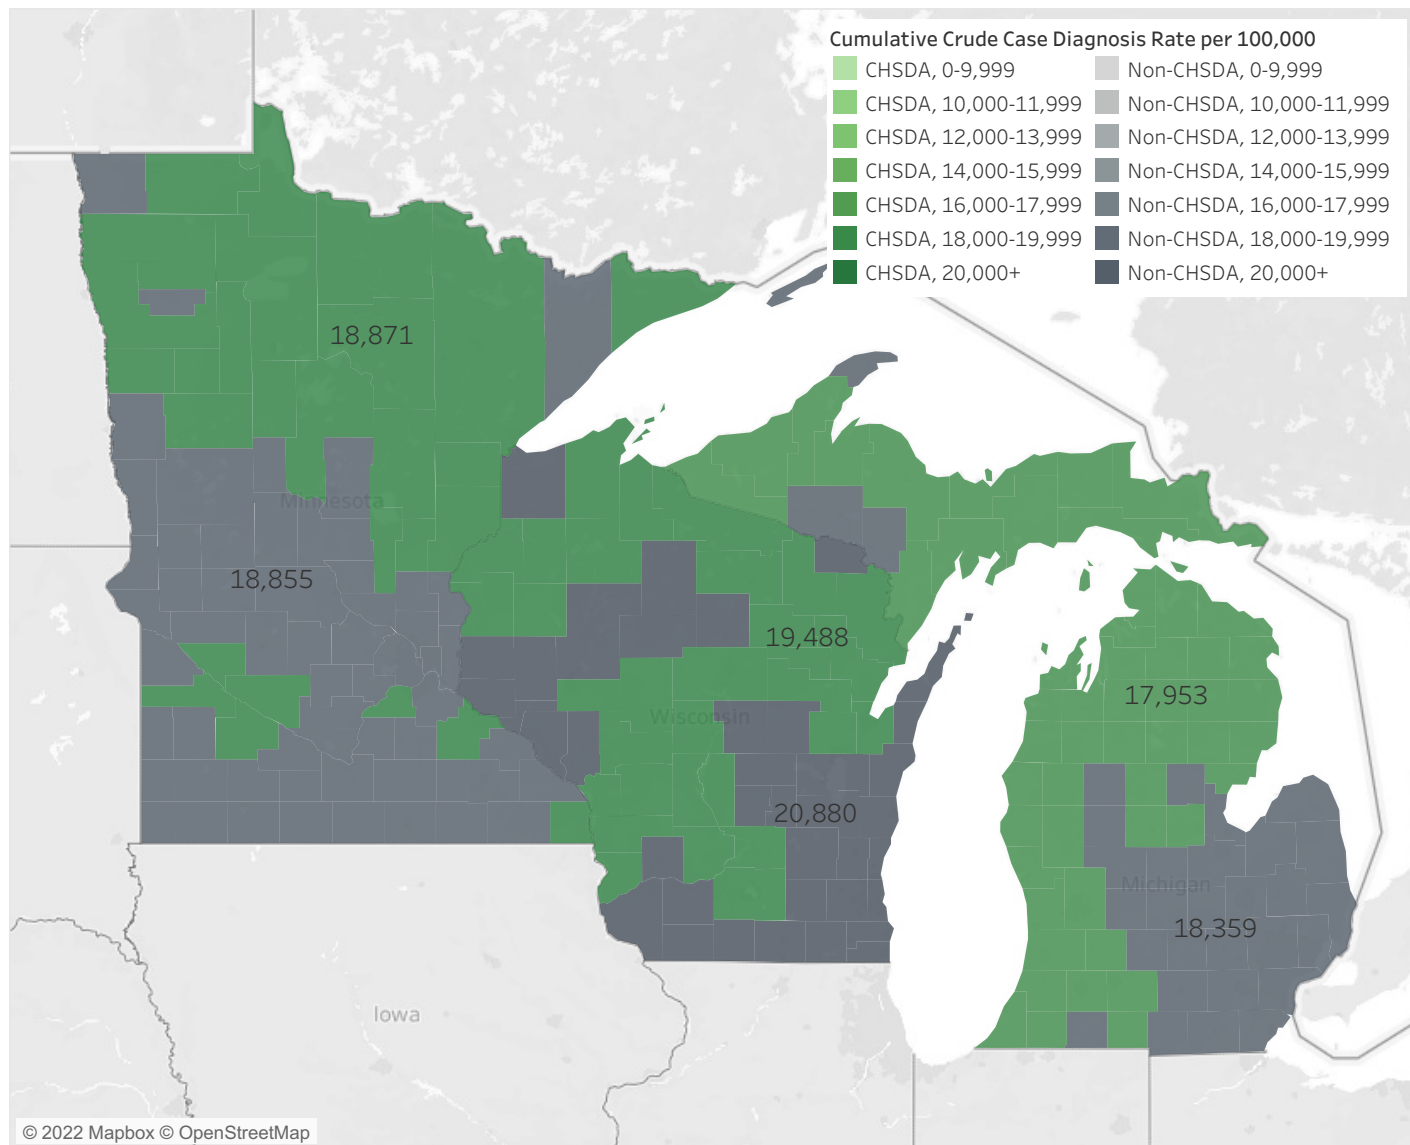 Cumulative Crude Case Diagnosis Rate per 100,000
CHSDA, 0-9,999
CHSDA, 10,000-11,999
CHSDA, 12,000-13,999
CHSDA, 14,000-15,999
CHSDA, 16,000-17,999
CHSDA, 18,000-19,999
CHSDA, 20,000+
Non-CHSDA, 0-9,999
Non-CHSDA, 10,000-11,999
Non-CHSDA, 12,000-13,999
Non-CHSDA, 14,000-15,999
Non-CHSDA, 16,000-17,999
Non-CHSDA, 18,000-19,999
Non-CHSDA, 20,000+
18,871
Minnesota
18,855
19,488
17,953
Wisconsin
20,880
Michigan
18,359
Iowa
© 2022 Mapbox © OpenStreetMap